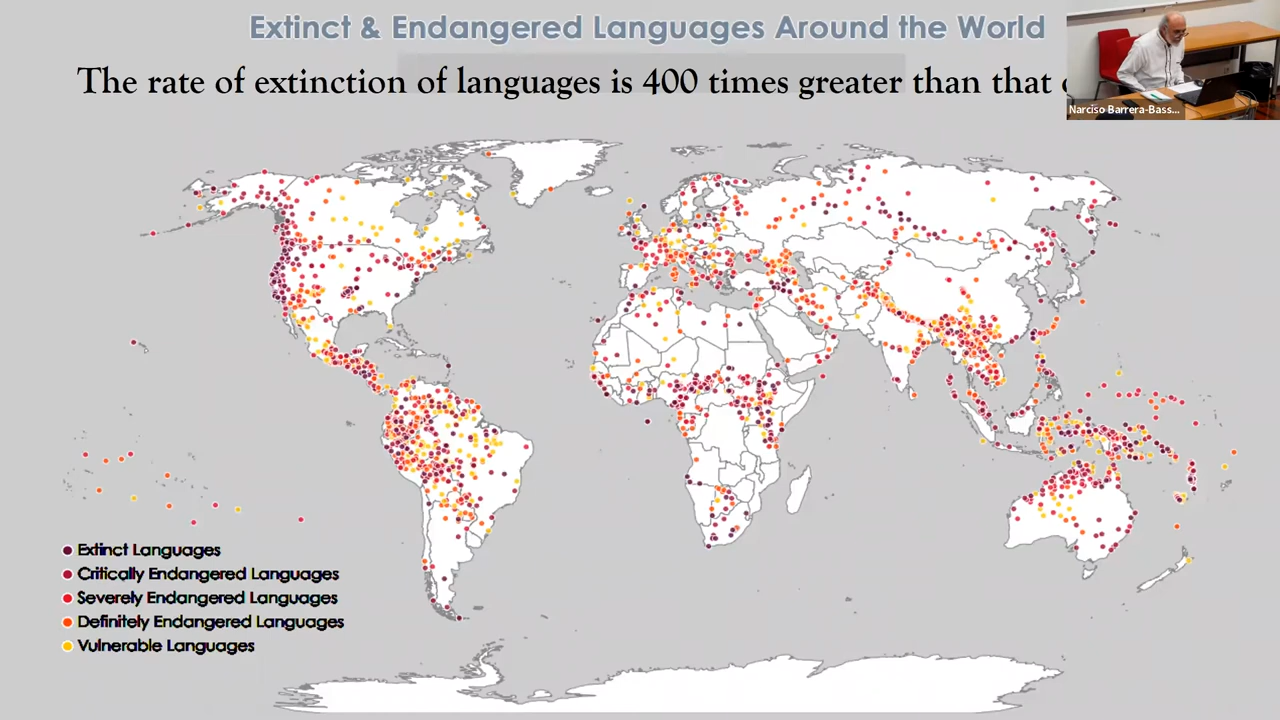 Extinct & Endangered Languages Around the World
The rate of extinction of languages is 400 times greater than that
Narciso Barrera-Bass...
Extinct Languages
Critically Endangered Languages
Severely Endangered Languages
Definitely Endangered Languages
Vulnerable Languages